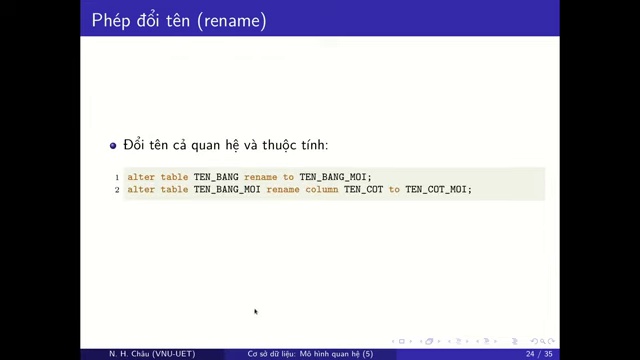 Phép đổi tên (rename)
Đổi tên cả quan hệ và thuộc tính:
1 alter table TEN_BANG rename to TEN_BANG_MOI;
2 alter table TEN_BANG_MOI rename column TEN_COT to TEN_COT_MOI;
N. H. Châu (VNU-UET) Cơ sở dữ liệu: Mô hình quan hệ (5) 24 / 35